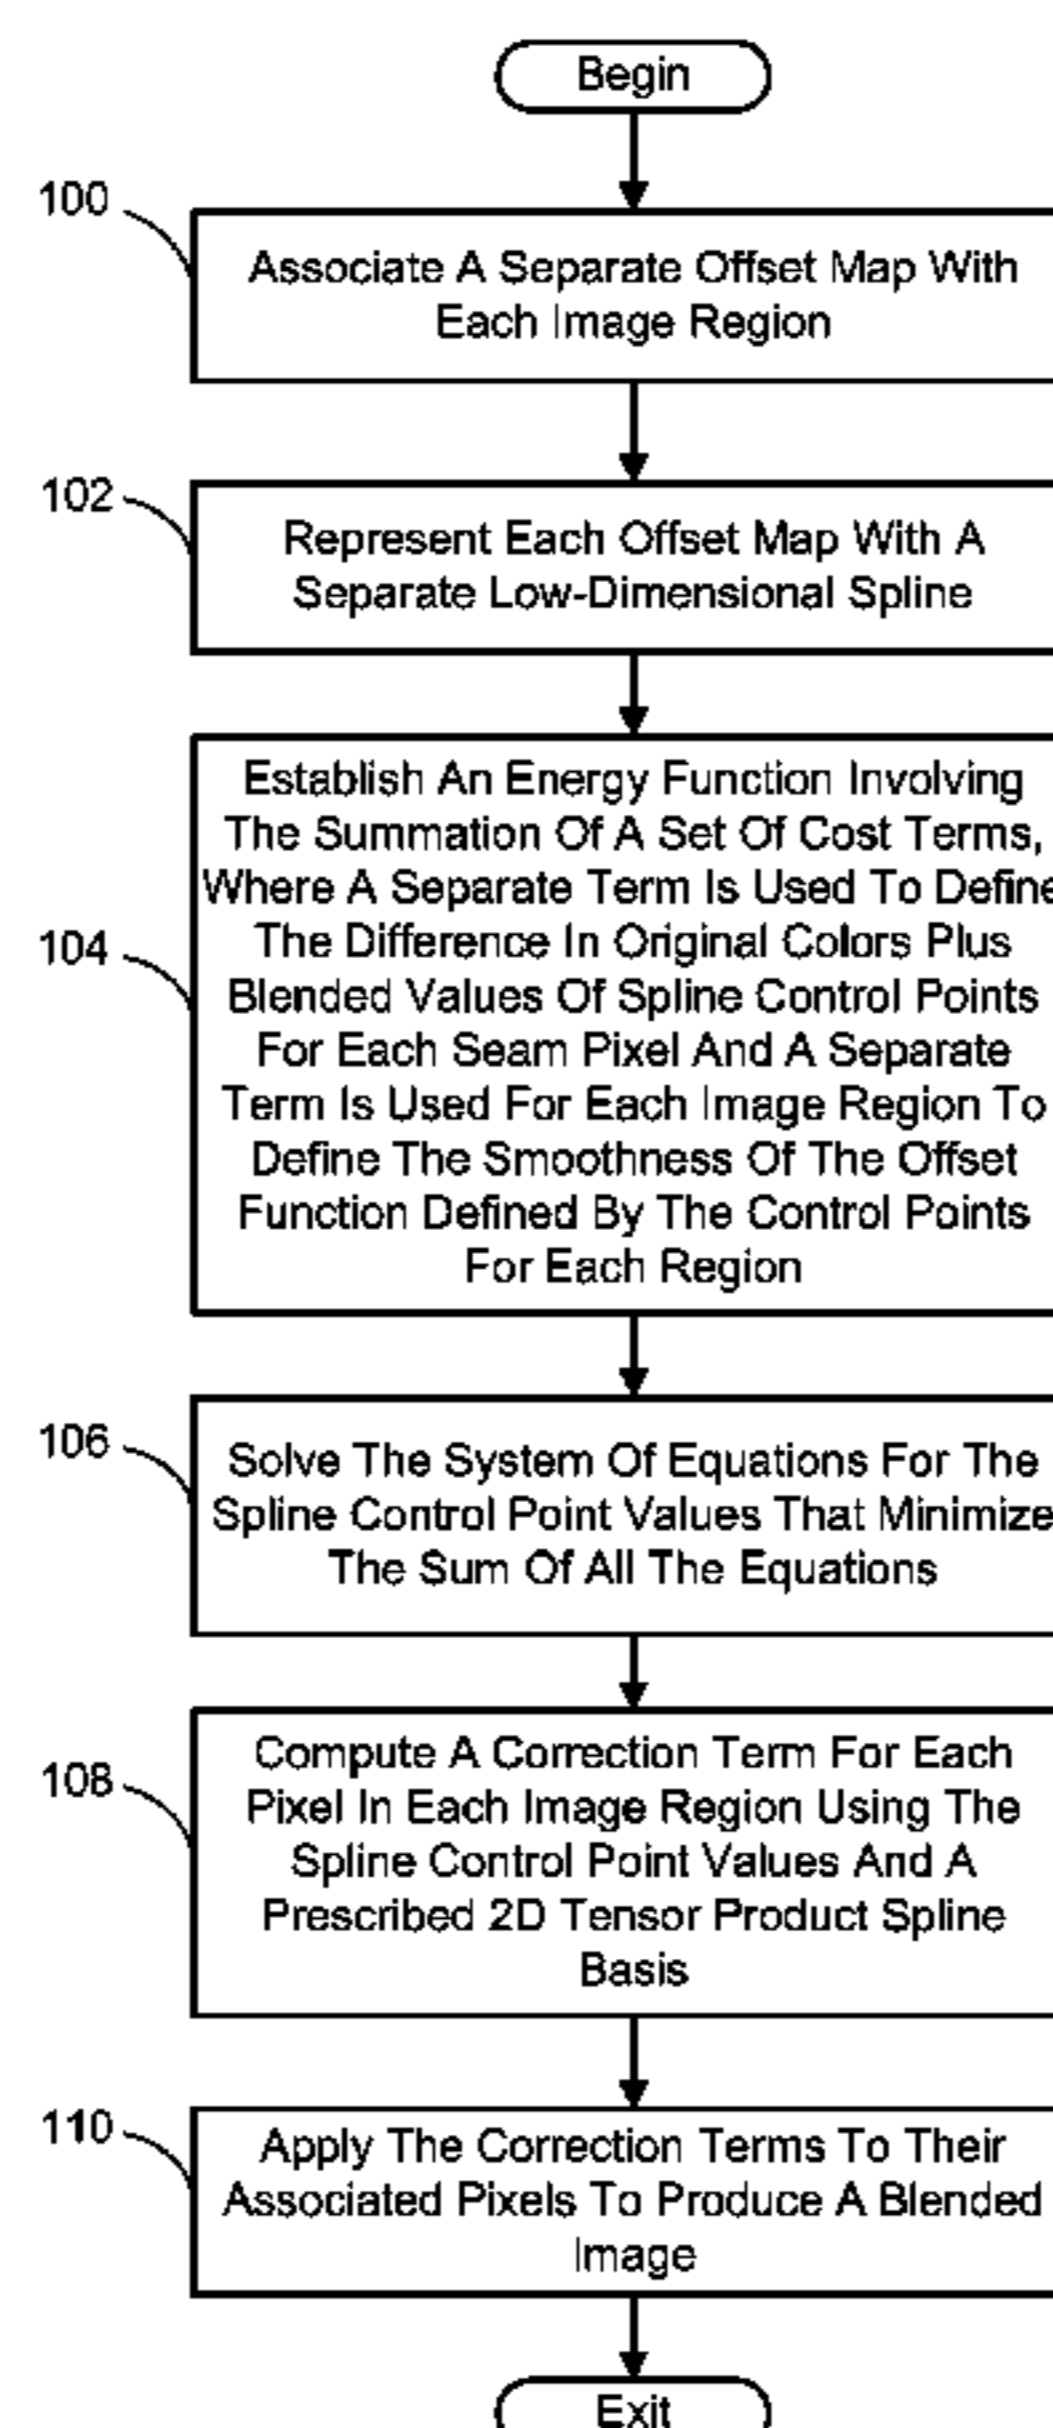 Begin
100
Associate A Separate Offset Map With
Each Image Region
102
Represent Each Offset Map With A
Separate Low-Dimensional Spline
104
Establish An Energy Function Involving
The Summation Of A Set Of Cost Terms,
Where A Separate Term Is Used To Define
The Difference In Original Colors Plus
Blended Values Of Spline Control Points
For Each Seam Pixel And A Separate
Term Is Used For Each Image Region To
Define The Smoothness Of The Offset
Function Defined By The Control Points
For Each Region
106
Solve The System Of Equations For The
Spline Control Point Values That Minimize
The Sum Of All The Equations
108
Compute A Correction Term For Each
Pixel In Each Image Region Using The
Spline Control Point Values And A
Prescribed 2D Tensor Product Spline
Basis
110
Apply The Correction Terms To Their
Associated Pixels To Produce A Blended
Image
Exit